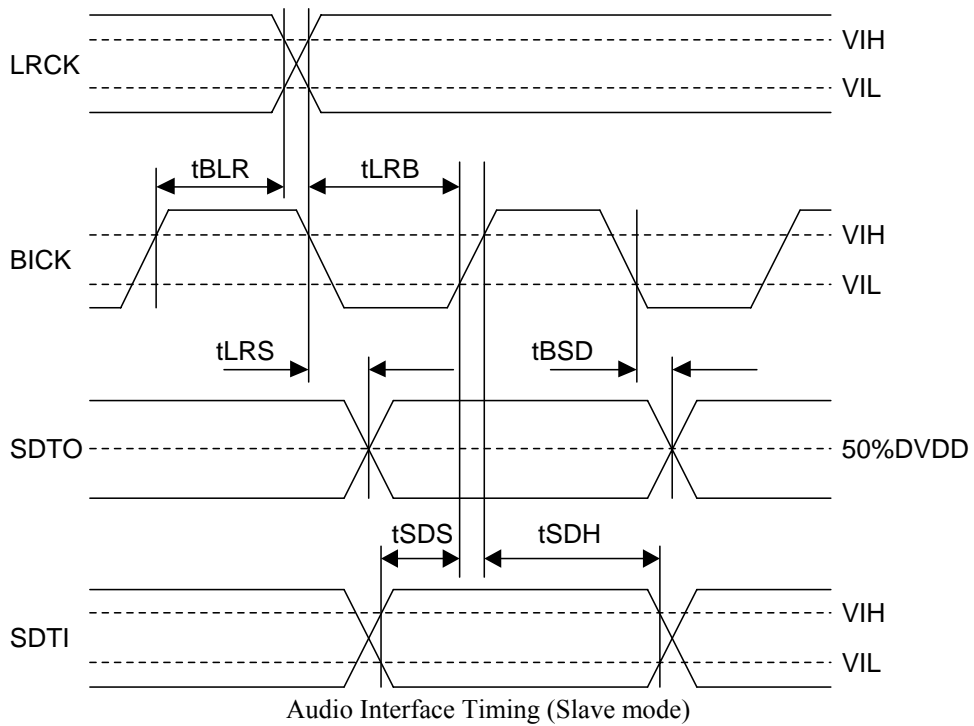 VIH
LRCK
VIL
tBLR tLRB
VIH
BICK
VIL
tLRS tBSD
SDTO 50%DVDD
tSDS tSDH
VIH
SDTI
VIL
Audio Interface Timing (Slave mode)